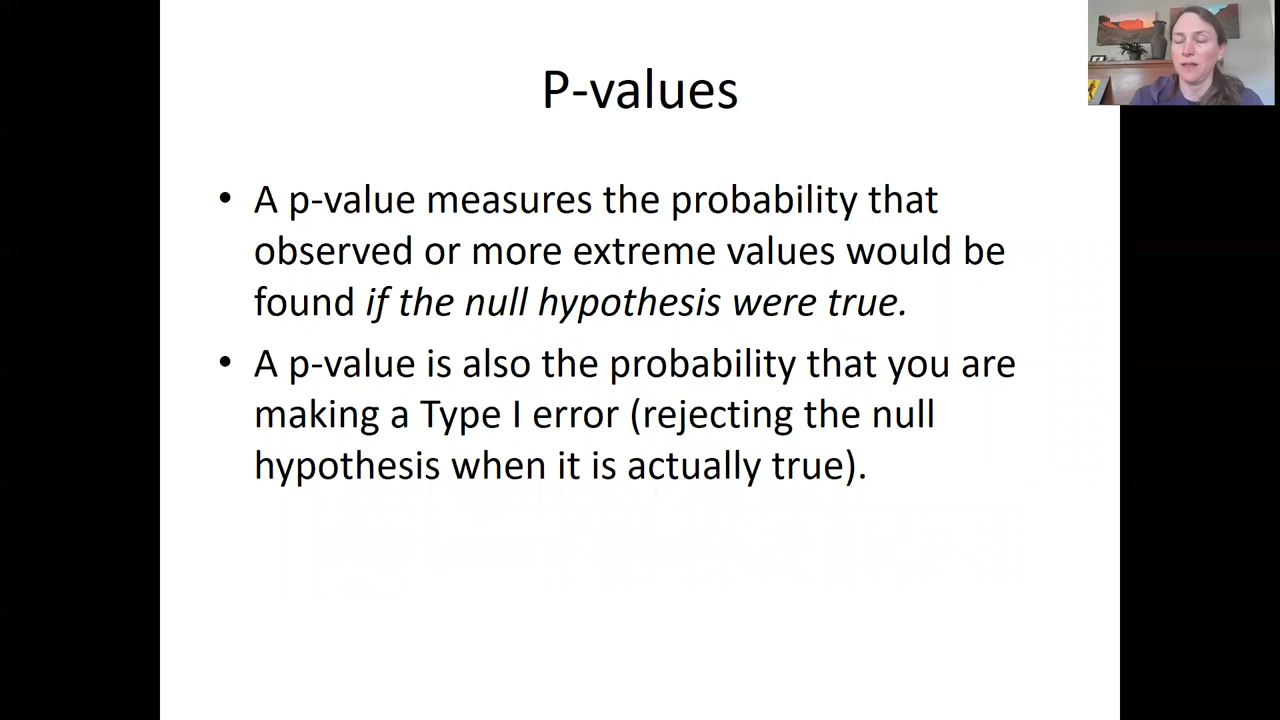 P-values
• A p-value measures the probability that
observed or more extreme values would be
found if the null hypothesis were true.
• A p-value is also the probability that you are
making a Type I error (rejecting the null
hypothesis when it is actually true).